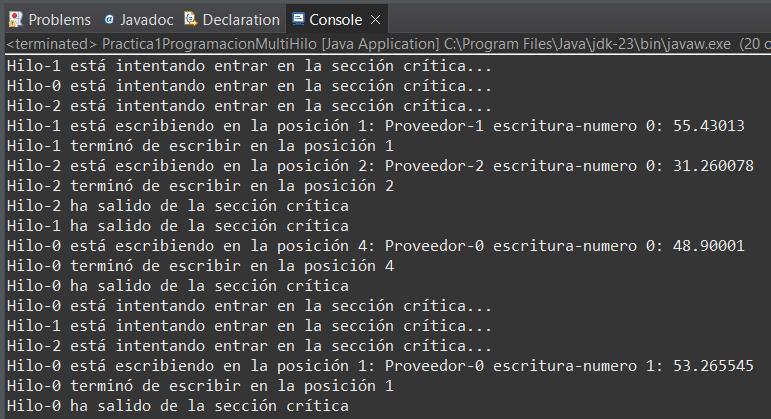 Problems @ Javadoc Declaration Console ×
<terminated> Practica1ProgramacionMultiHilo [Java Application] C:\Program Files\Java\jdk-23\bin\javaw.exe (20 o
Hilo-1 está intentando entrar en la sección crítica...
Hilo-0 está intentando entrar en la sección crítica...
Hilo-2 está intentando entrar en la sección crítica...
Hilo-1 está escribiendo en la posición 1: Proveedor-1 escritura-numero 0: 55.43013
Hilo-1 terminó de escribir en la posición 1
Hilo-2 está escribiendo en la posición 2: Proveedor-2 escritura-numero 0: 31.260078
Hilo-2 terminó de escribir en la posición 2
Hilo-2 ha salido de la sección crítica
Hilo-1 ha salido de la sección crítica
Hilo-0 está escribiendo en la posición 4: Proveedor-0 escritura-numero 0: 48.90001
Hilo-0 terminó de escribir en la posición 4
Hilo-0 ha salido de la sección crítica
Hilo-0 está intentando entrar en la sección crítica...
Hilo-1 está intentando entrar en la sección crítica...
Hilo-2 está intentando entrar en la sección crítica...
Hilo-0 está escribiendo en la posición 1: Proveedor-0 escritura-numero 1: 53.265545
Hilo-0 terminó de escribir en la posición 1
Hilo-0 ha salido de la sección crítica